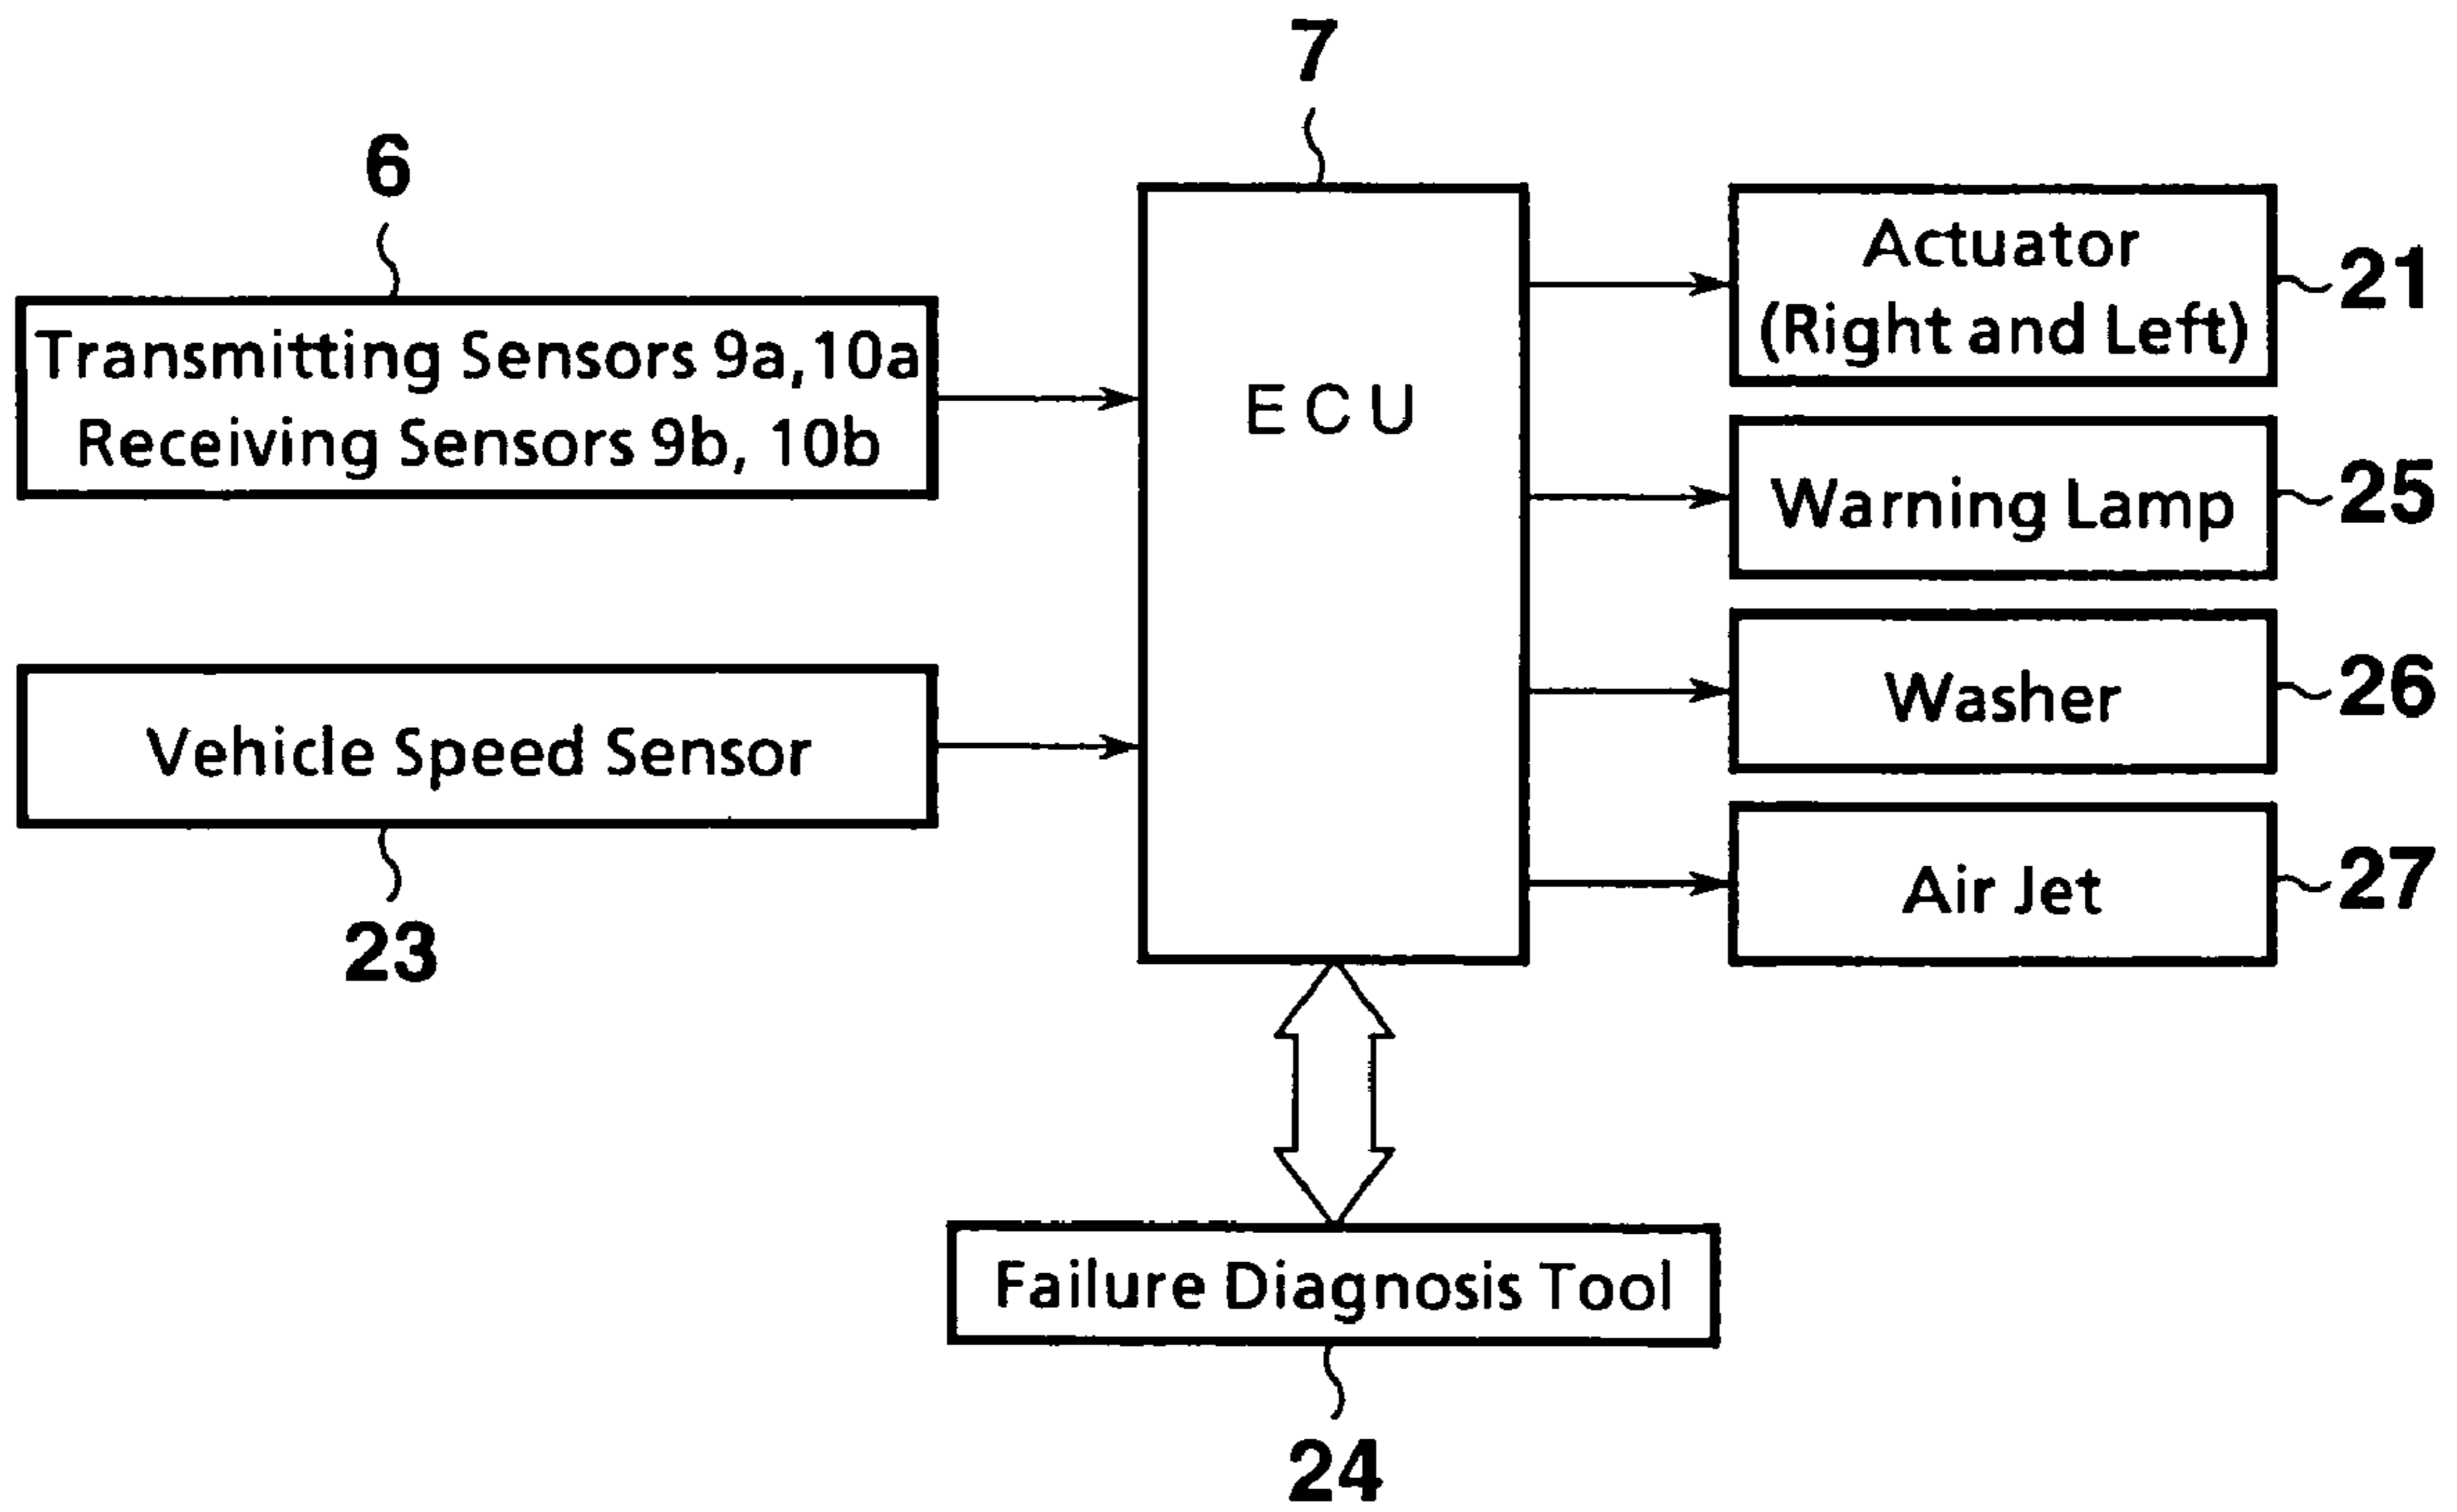 7
6
Transmitting Sensors 9a,10a
Receiving Sensors 9b, 10b
ECU
Actuator
(Right and Left)
21
Warning Lamp
25
Vehicle Speed Sensor
23
Washer
26
Air Jet
27
Failure Diagnosis Tool
24